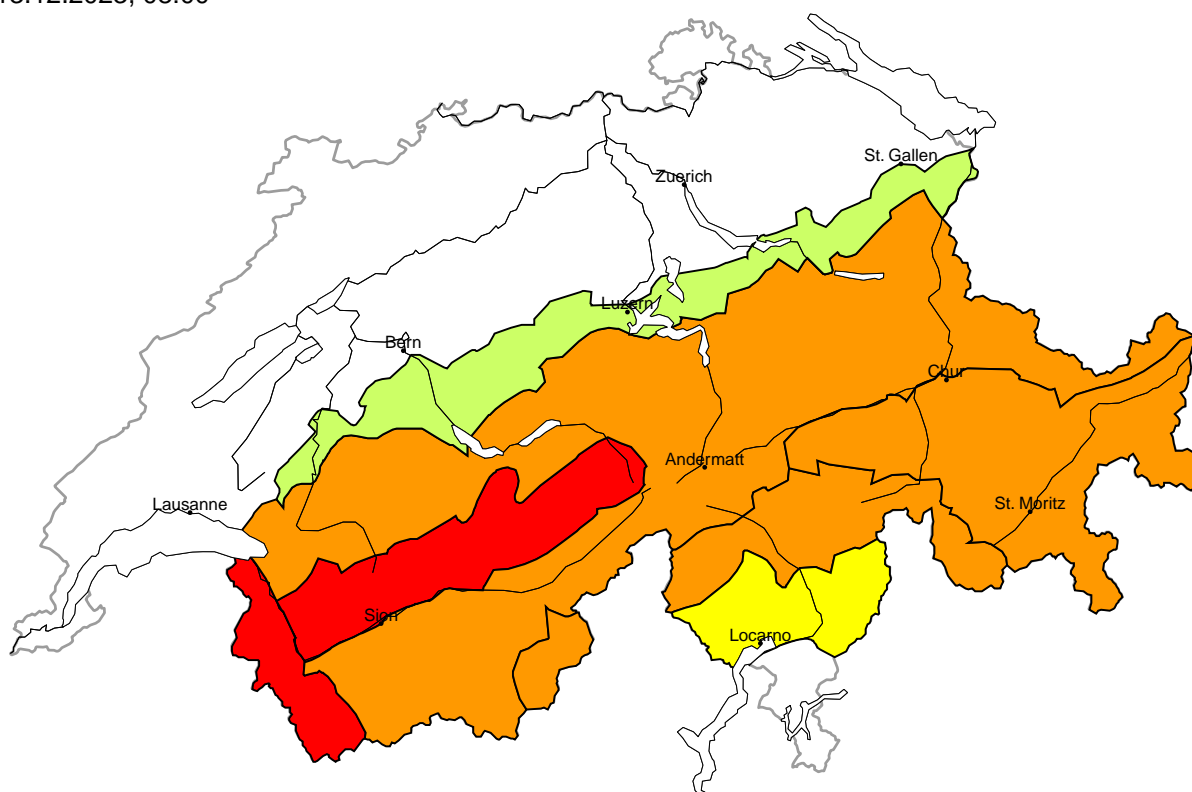 St. Gallen
Zuerich
Luzern
Bern
Chur
Andermatt
St. Moritz
Lausanne
Sion
Locarno